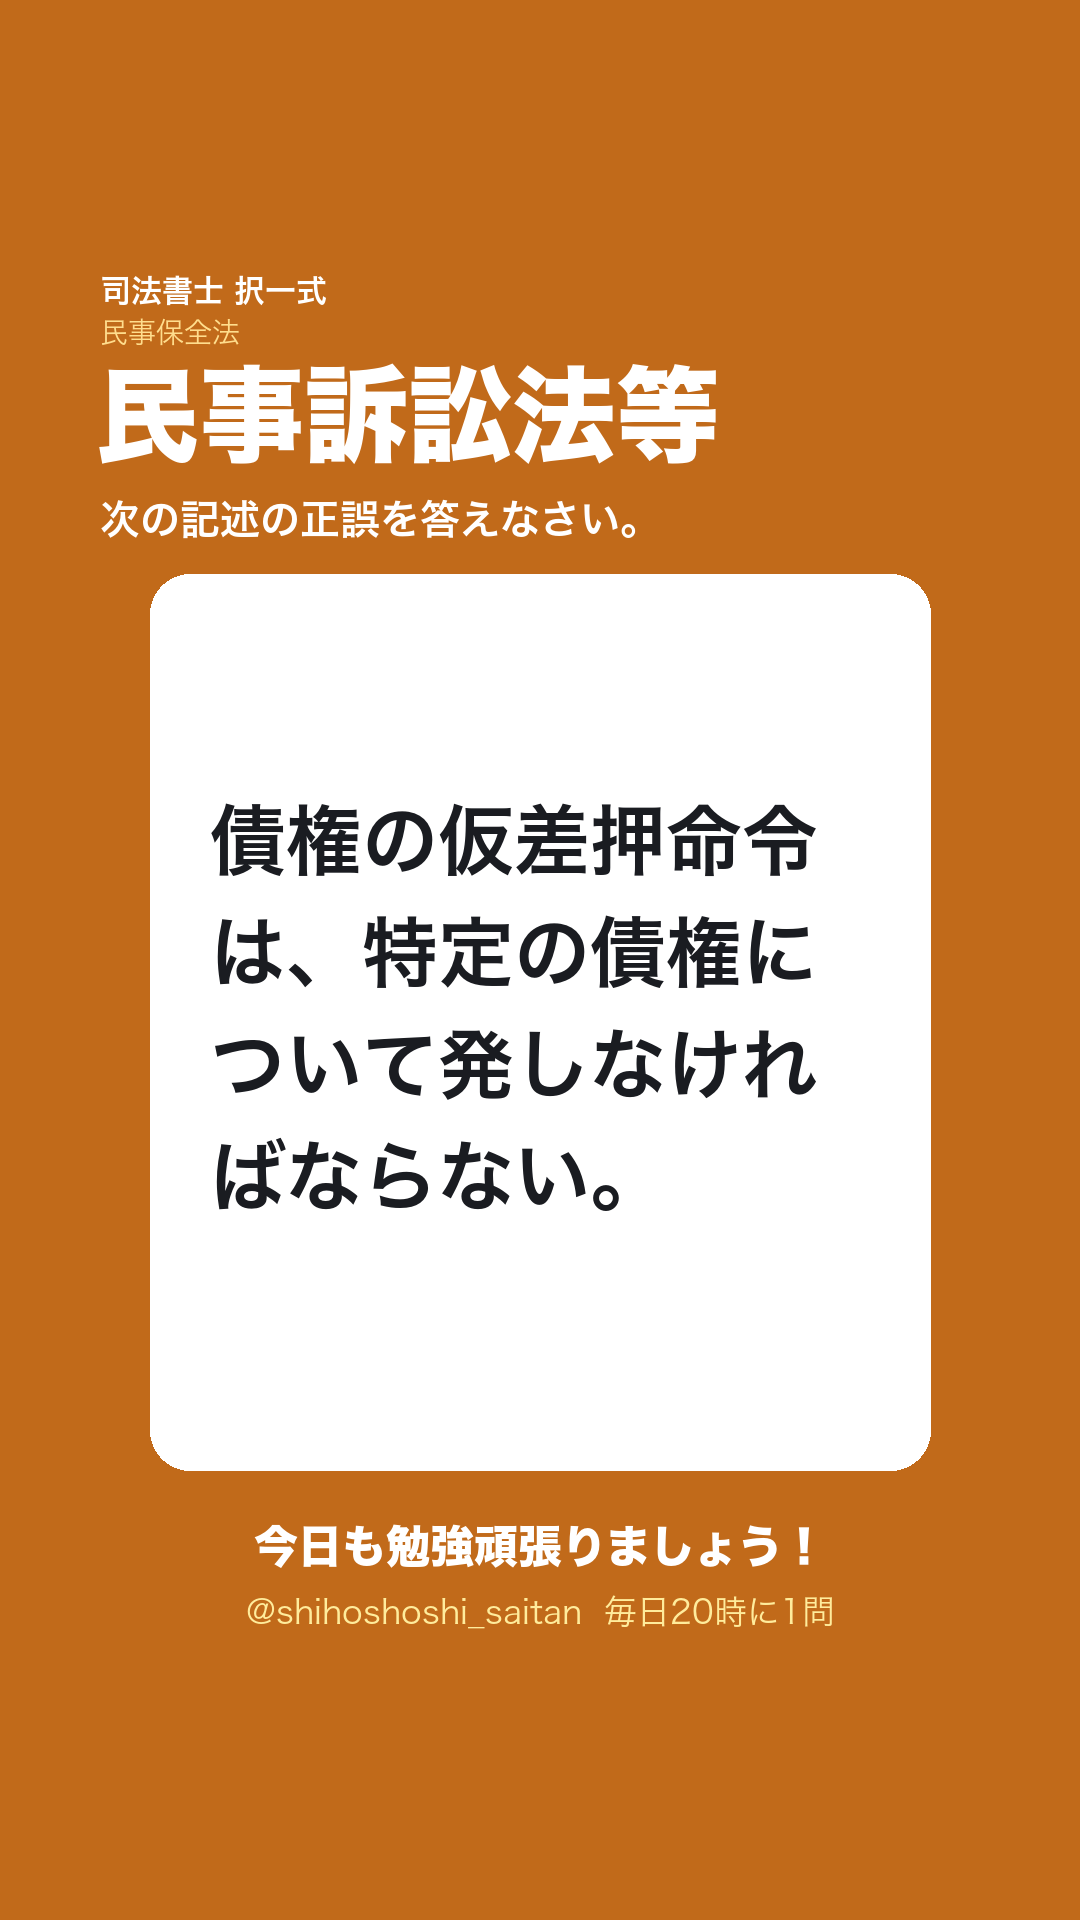 司法書士 択一式
民事保全法
民事訴訟法等
次の記述の正誤を答えなさい。
債権の仮差押命令
は、特定の債権に
ついて発しなけれ
ばならない。
今日も勉強頑張りましょう！
@shihoshoshi_saitan 毎日20時に1問